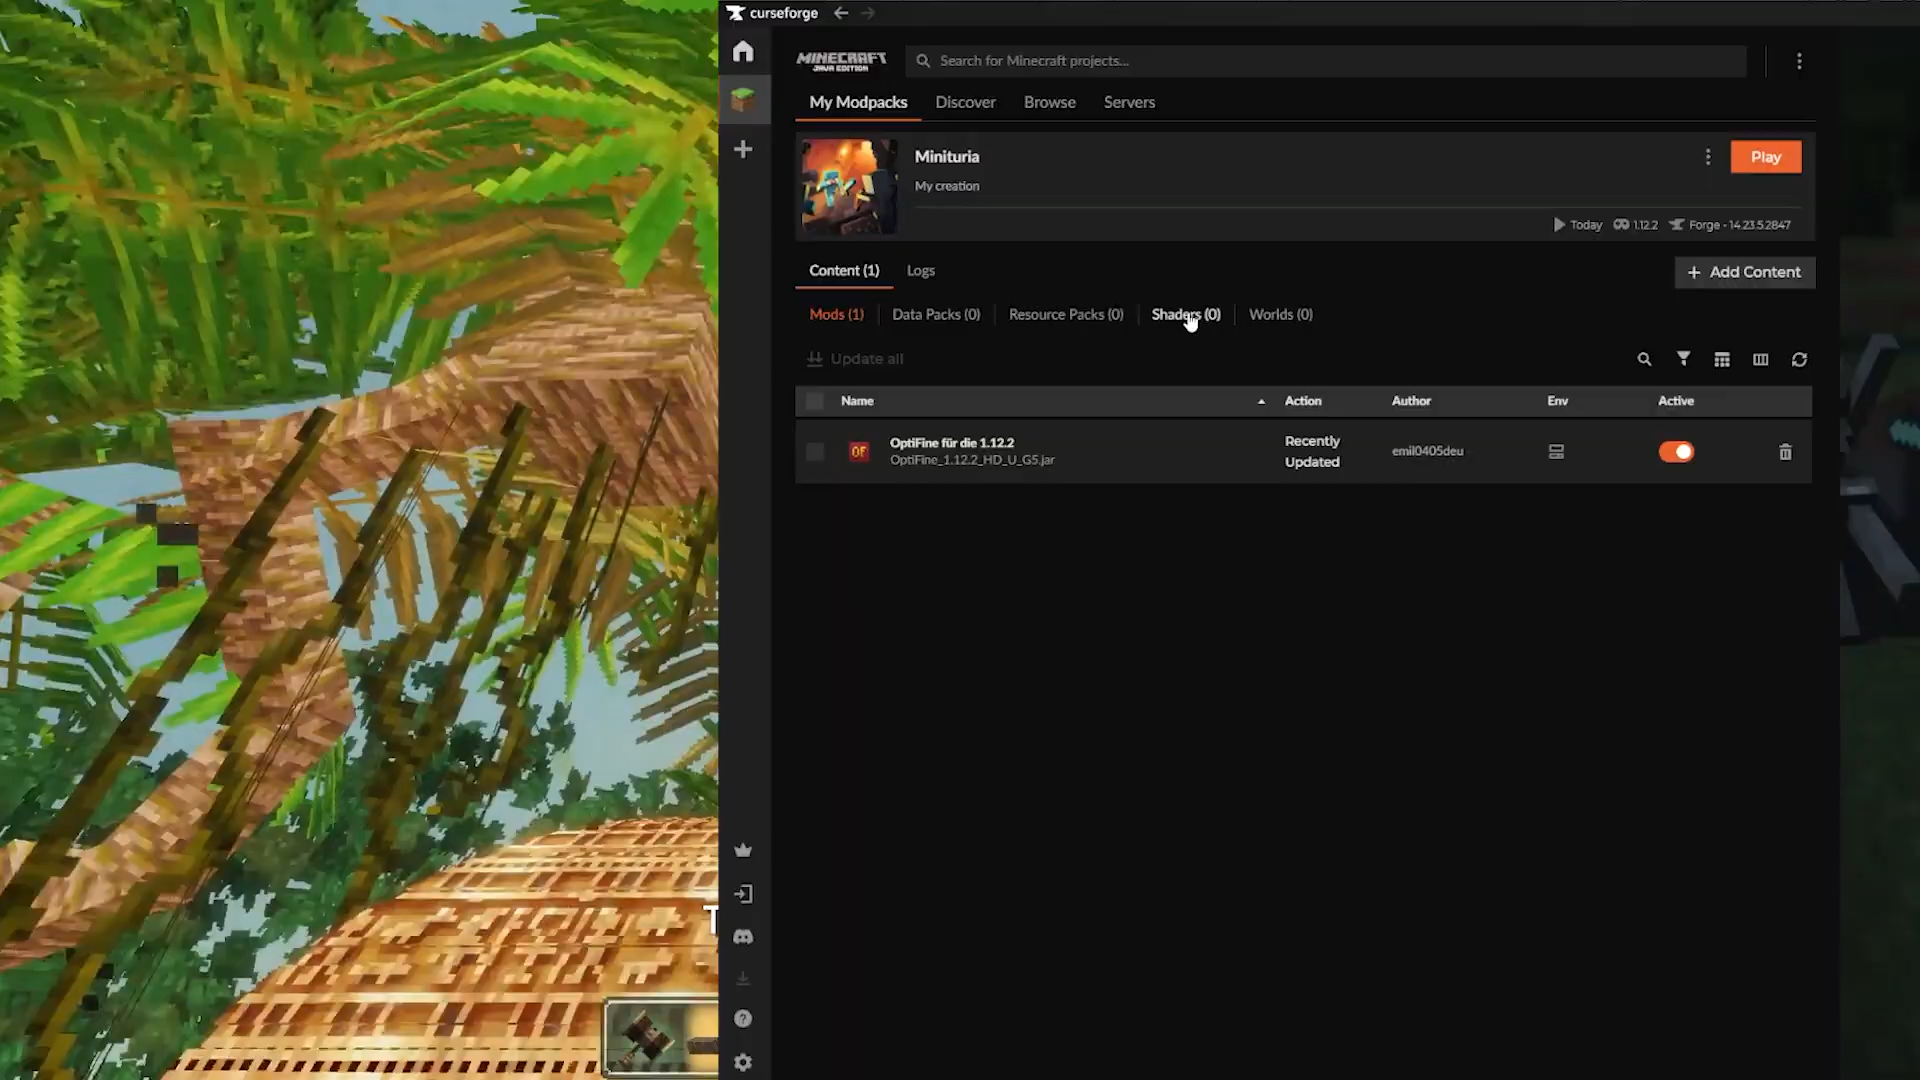 curseforge
MINECRAFT
JAVA EDITION
Search for Minecraft projects...
My Modpacks
Discover
Browse
Servers
Minituria
Play
My creation
Today
1.12.2
Forge - 14.23.5.2847
Content (1)
Logs
Add Content
Mods (1)
Data Packs (0)
Resource Packs (0)
Shaders (0)
Worlds (0)
Update all
Name
Action
Author
Env
Active
OF
OptiFine für die 1.12.2
OptiFine_1.12.2_HD_U_G5.jar
Recently
Updated
emil0405deu
T